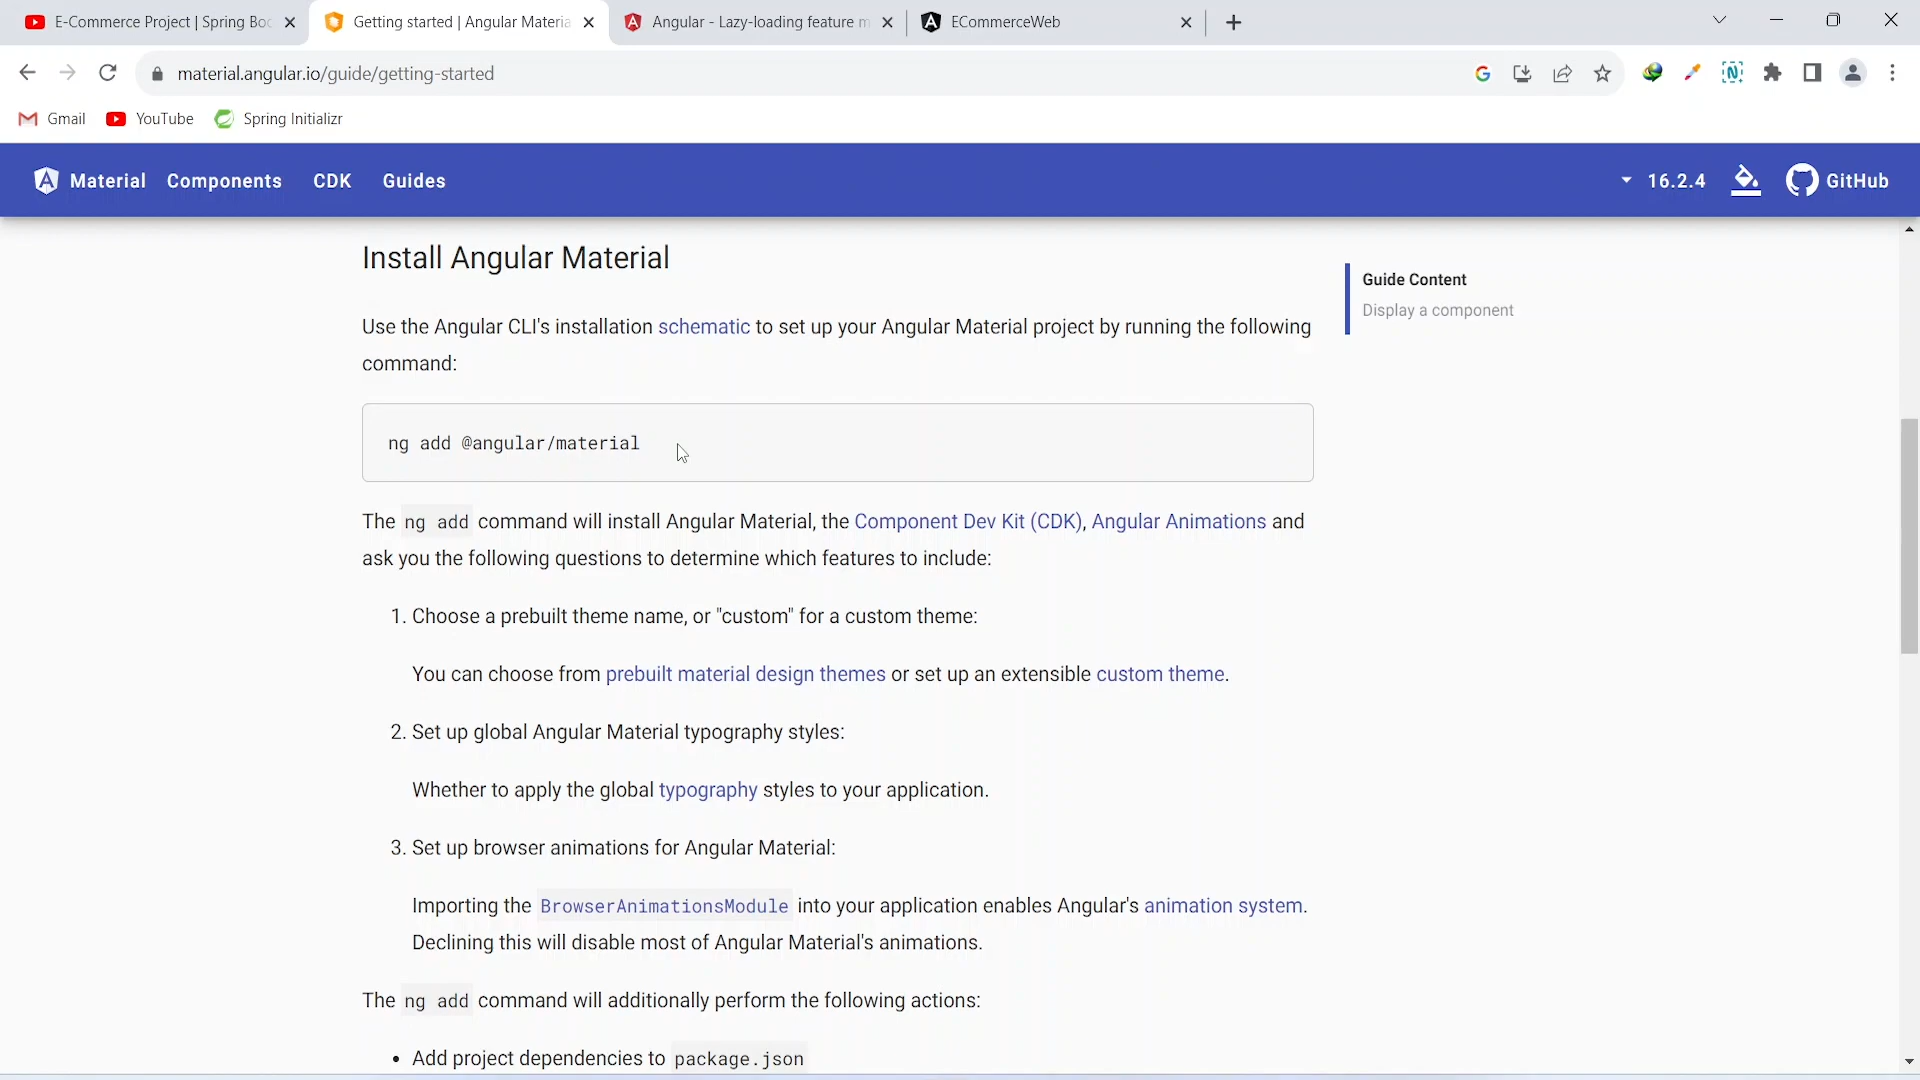 E-Commerce Project | Spring Boo
Getting started | Angular Materia
Angular - Lazy-loading feature m
ECommerceWeb
material.angular.io/guide/getting-started
Gmail
YouTube
Spring Initializr
Material
Components
CDK
Guides
16.2.4
GitHub
Install Angular Material
Use the Angular CLI's installation schematic to set up your Angular Material project by running the following
command:
ng add @angular/material
The ng add command will install Angular Material, the Component Dev Kit (CDK), Angular Animations and
ask you the following questions to determine which features to include:
1. Choose a prebuilt theme name, or "custom" for a custom theme:
You can choose from prebuilt material design themes or set up an extensible custom theme.
2. Set up global Angular Material typography styles:
Whether to apply the global typography styles to your application.
3. Set up browser animations for Angular Material:
Importing the BrowserAnimationsModule into your application enables Angular's animation system.
Declining this will disable most of Angular Material's animations.
The ng add command will additionally perform the following actions:
• Add project dependencies to package.json
Guide Content
Display a component